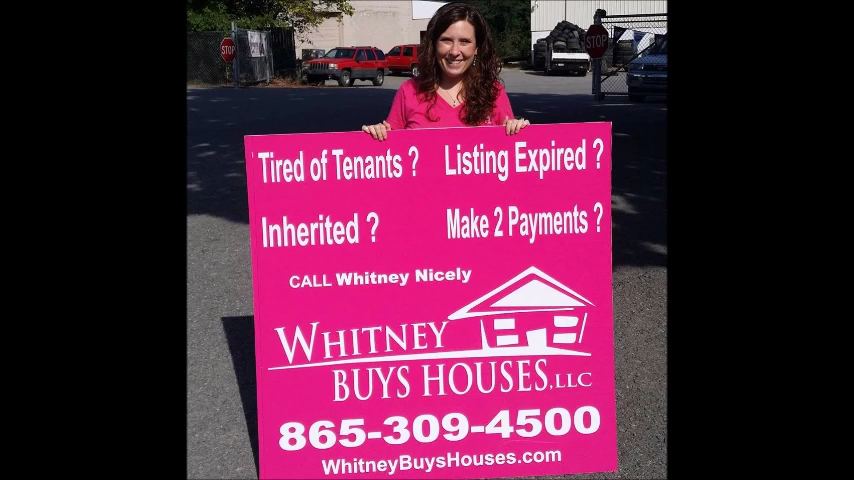 STOP
STOP
Tired of Tenants ? Listing Expired ?
Inherited ? Make 2 Payments ?
CALL Whitney Nicely
WHITNEY
BUYS HOUSES, LLC
865-309-4500
WhitneyBuysHouses.com